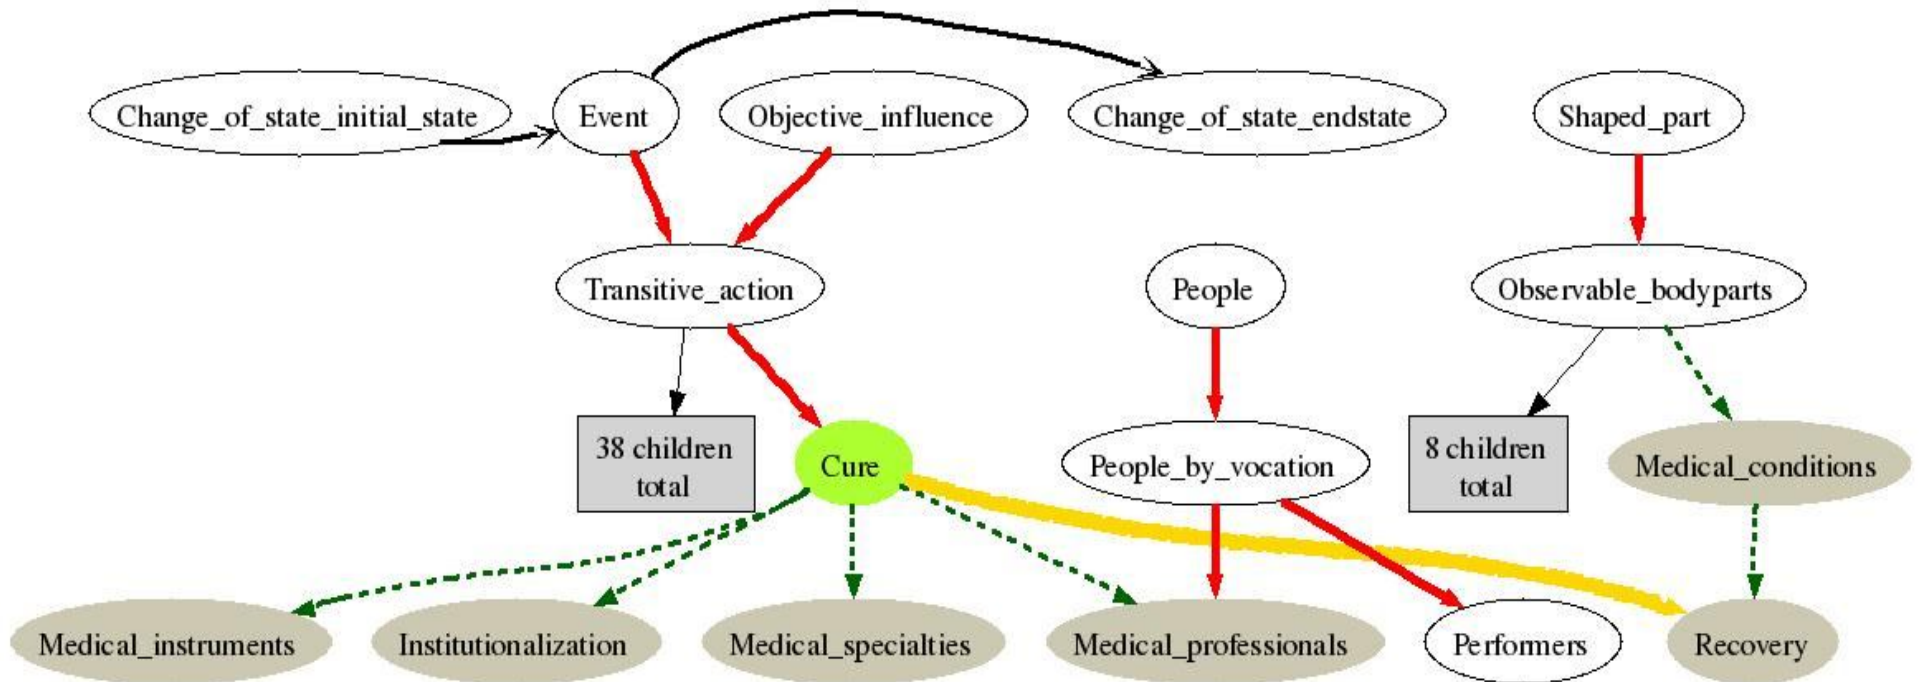 Change_of_state_initial_state
Event
Objective_influence
Change_of_state_endstate
Shaped_part
Transitive_action
People
Observable_bodyparts
38 children
total
Cure
People_by_vocation
8 children
total
Medical_conditions
Medical_instruments
Institutionalization
Medical_specialties
Medical_professionals
Performers
Recovery